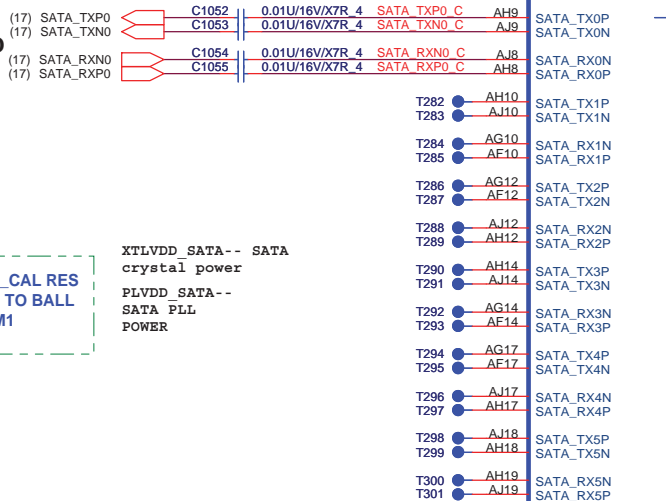 (17) SATA_TXP0 C1052 0.01U/16V/X7R_4 SATA_TXP0_C AH9 SATA_TX0P
(17) SATA_TXN0 SATA_TXN0_C AJ9 SATA_TX0N
(17) SATA_RXN0 C1054 0.01U/16V/X7R_4 SATA_RXN0_C AJ8 SATA_RX0N
(17) SATA_RXP0 C1055 0.01U/16V/X7R_4 SATA_RXP0_C AH8 SATA_RX0P
T282 AH10 SATA_TX1P
T283 AJ10 SATA_TX1N
T284 AG10 SATA_RX1N
T285 AF10 SATA_RX1P
T286 AG12 SATA_TX2P
T287 AF12 SATA_TX2N
T288 AJ12 SATA_RX2N
T289 AH12 SATA_RX2P
XTLVDD_SATA-- SATA
crystal power
PLVDD_SATA--
SATA PLL
POWER
_CAL RES
TO BALL
M1
T290 AH14 SATA_TX3P
T291 AJ14 SATA_TX3N
T292 AG14 SATA_RX3N
T293 AF14 SATA_RX3P
T294 AG17 SATA_TX4P
T295 AF17 SATA_TX4N
T296 AJ17 SATA_RX4N
T297 AH17 SATA_RX4P
T298 AJ18 SATA_TX5P
T299 AH18 SATA_TX5N
T300 AH19 SATA_RX5N
T301 AJ19 SATA_RX5P